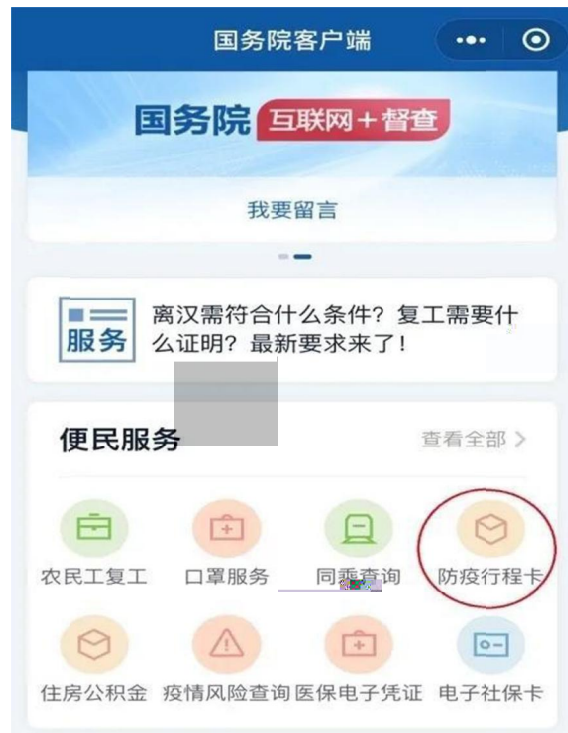 国务院客户端
国务院 互联网+督查
我要留言
服务
离汉需符合什么条件？复工需要什
么证明？最新要求来了！
便民服务 查看全部
农民工复工 口罩服务 同乘查询 防疫行程卡
住房公积金 疫情风险查询 医保电子凭证 电子社保卡